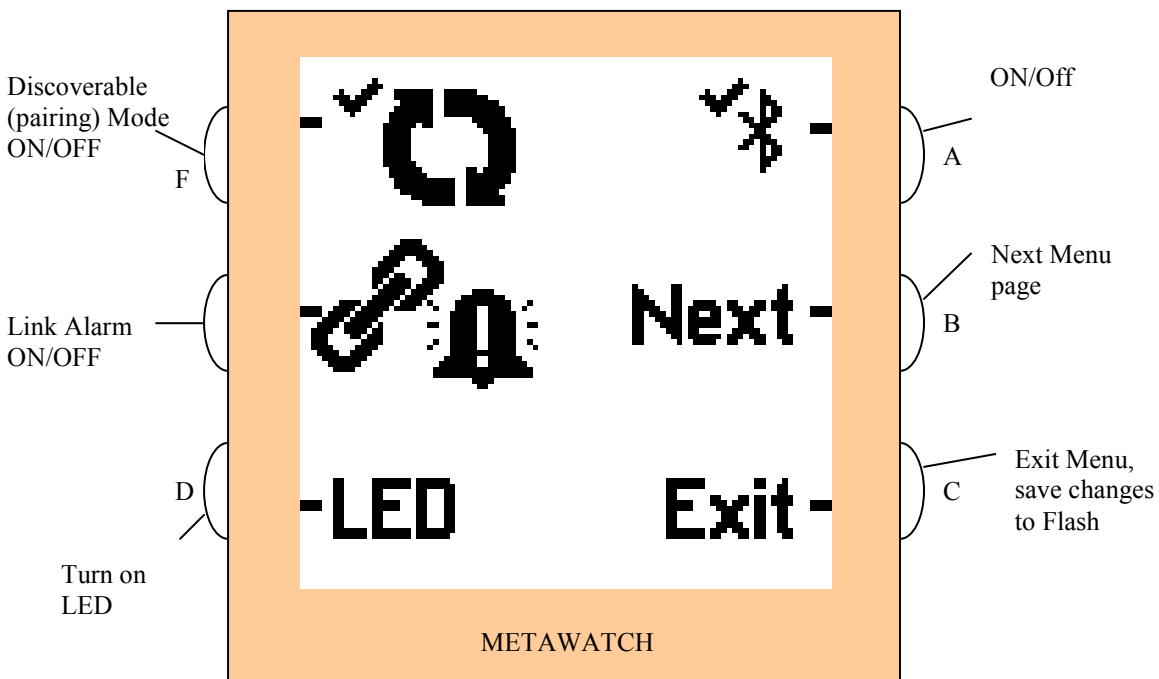 Discoverable
(pairing) Mode
ON/OFF
F
ON/Off
A
Link Alarm
ON/OFF
Next
Next Menu
page
B
D
LED
Turn on
LED
Exit
C
Exit Menu,
save changes
to Flash
METAWATCH